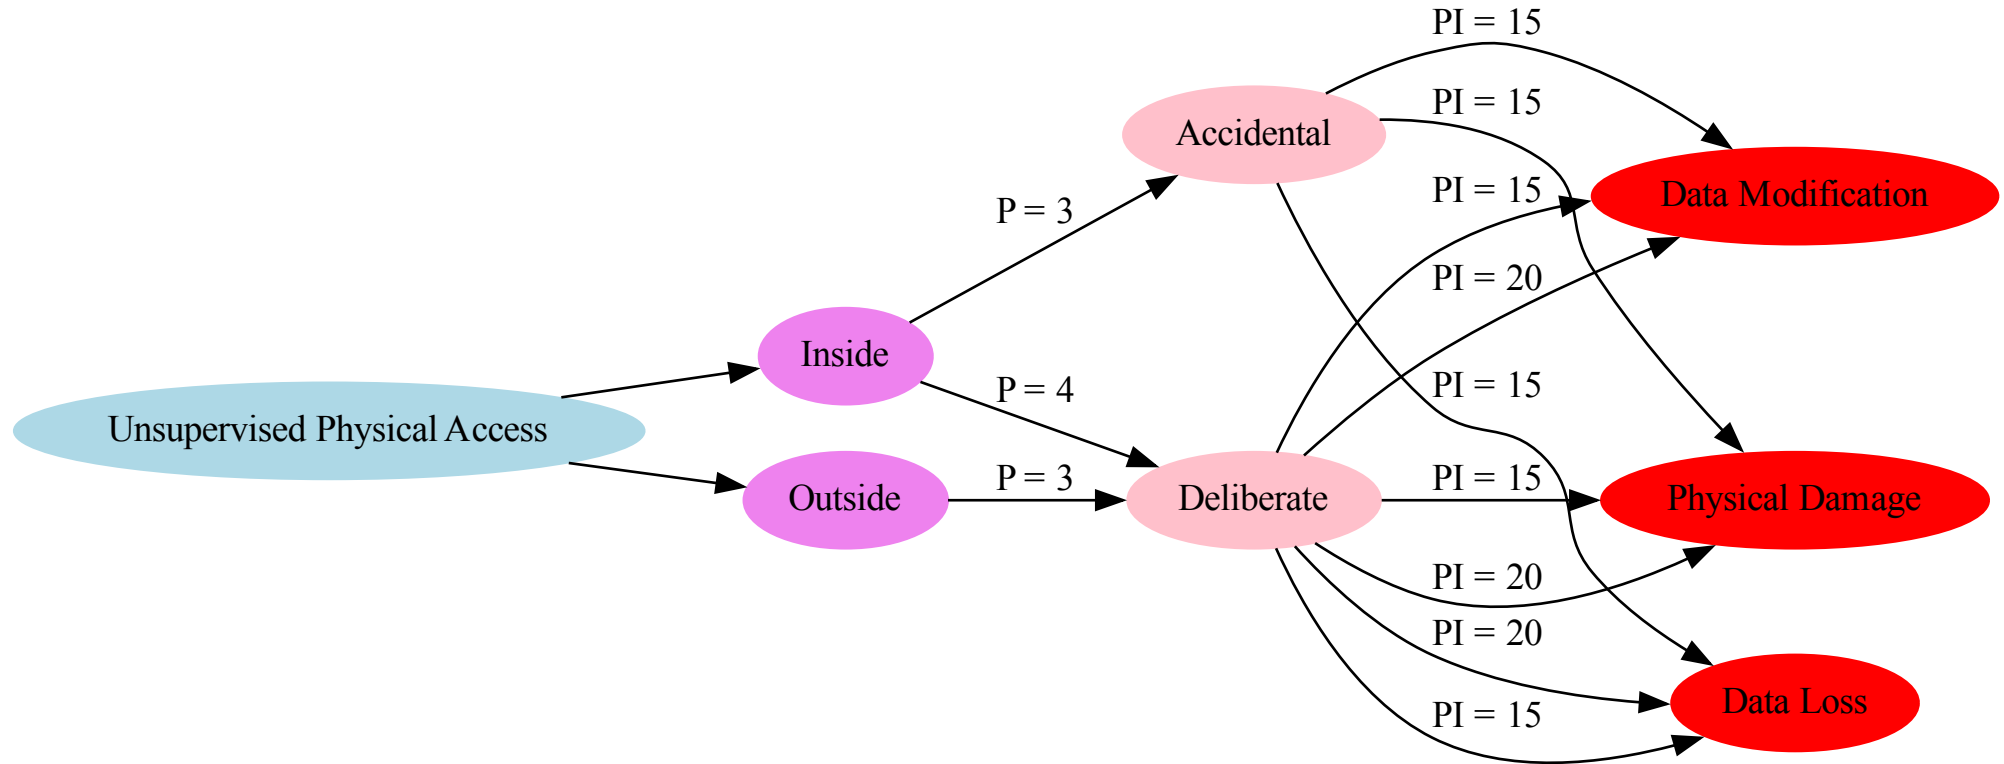 Unsupervised Physical Access
Inside
Outside
P = 3
P = 4
P = 3
Accidental
Deliberate
PI = 15
PI = 15
PI = 15
PI = 20
PI = 15
PI = 15
PI = 20
PI = 20
PI = 15
Data Modification
Physical Damage
Data Loss